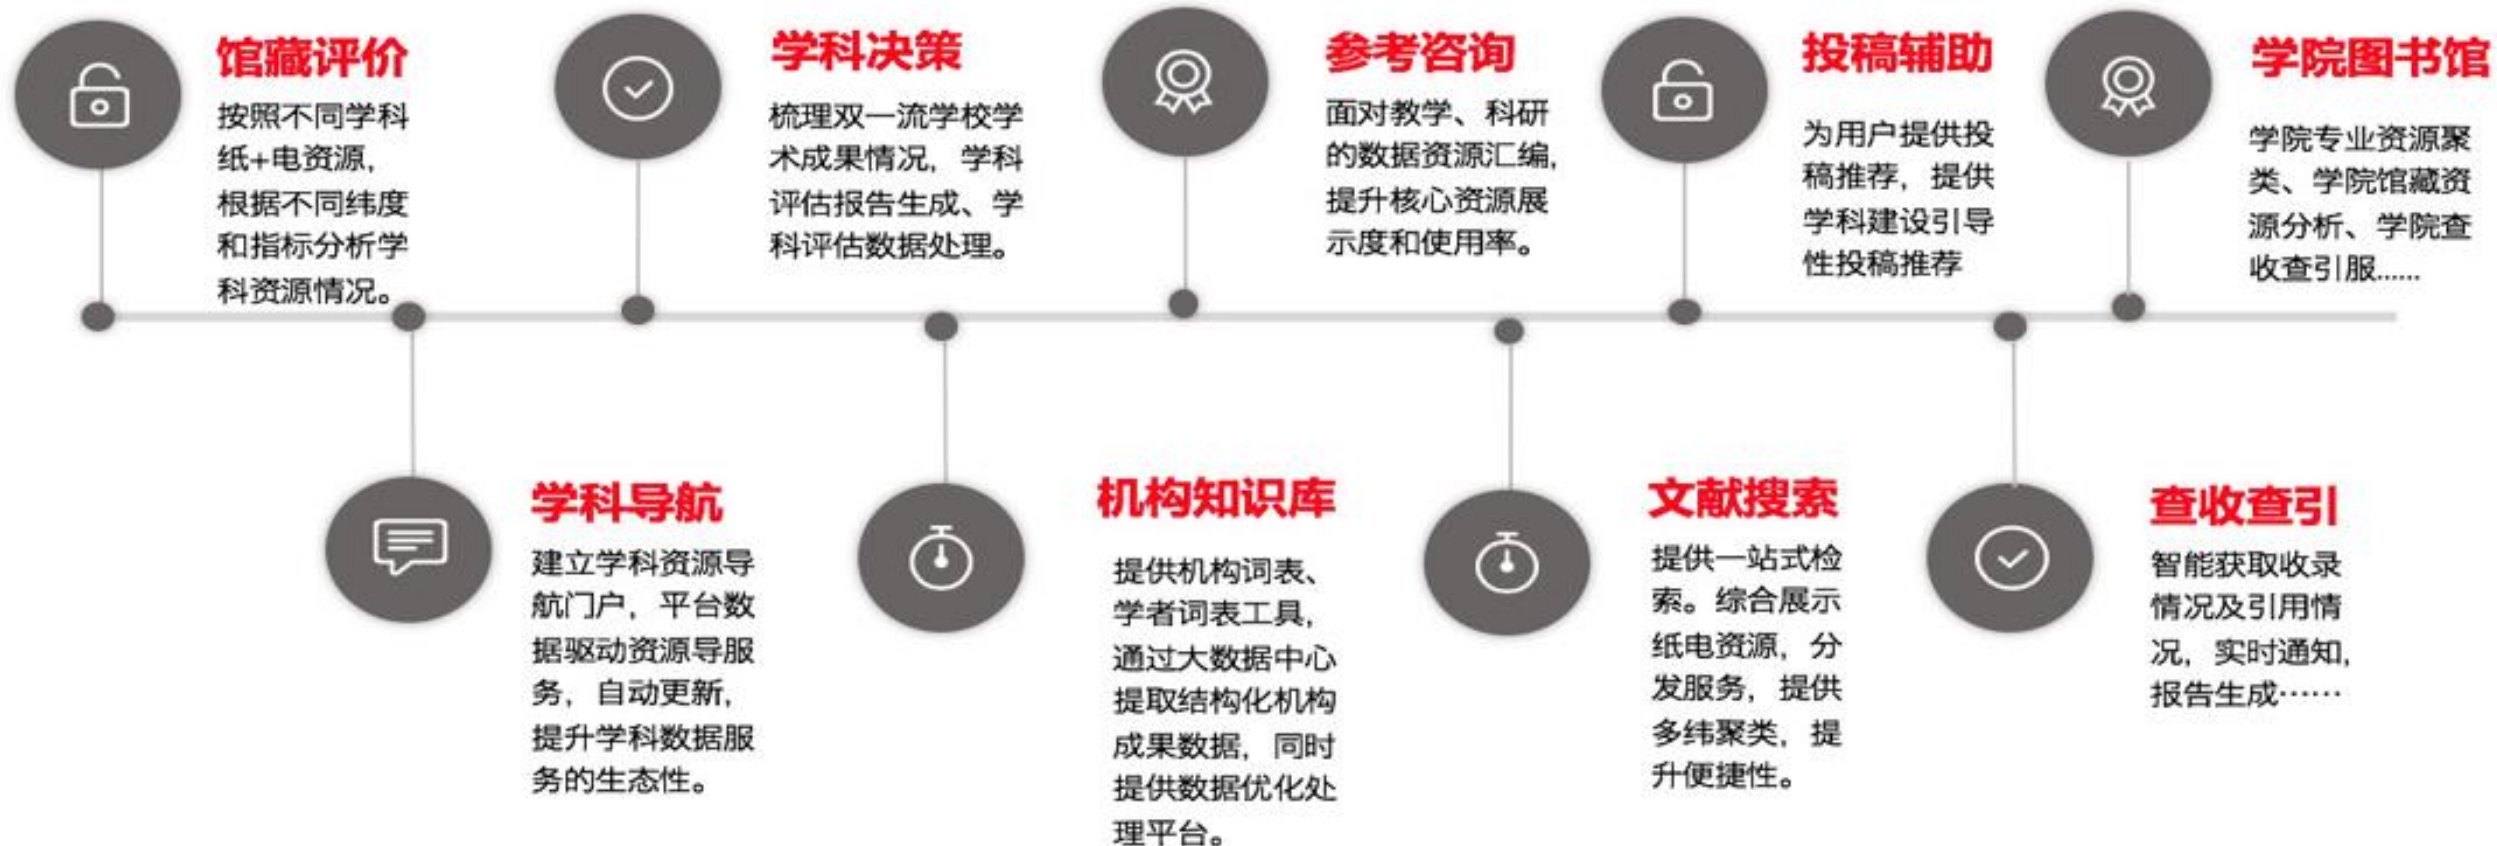 馆藏评价
按照不同学科
纸+电资源，
根据不同纬度
和指标分析学
科资源情况。
学科决策
梳理双一流学校学
术成果情况，学科
评估报告生成、学
科评估数据处理。
参考咨询
面对教学、科研
的数据资源汇编，
提升核心资源展
示度和使用率。
投稿辅助
为用户提供投
稿推荐，提供
学科建设引导
性投稿推荐
学院图书馆
学院专业资源聚
类、学院馆藏资
源分析、学院查
收查引服......
学科导航
建立学科资源导
航门户，平台数
据驱动资源导服
务，自动更新，
提升学科数据服
务的生态性。
机构知识库
提供机构词表、
学者词表工具，
通过大数据中心
提取结构化机构
成果数据，同时
提供数据优化处
理平台。
文献搜索
提供一站式检
索。综合展示
纸电资源，分
发服务，提供
多纬聚类，提
升便捷性。
查收查引
智能获取收录
情况及引用情
况，实时通知，
报告生成……